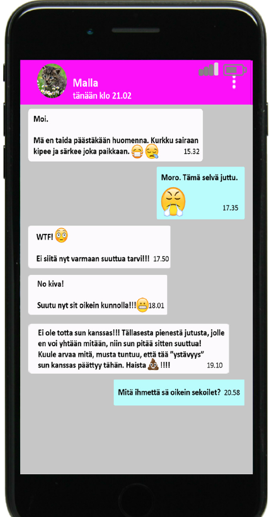 Malla
tänään klo 21.02
Moi.
Mä en taida päästäkään huomenna. Kurkku sairaan
kipee ja särkee joka paikkaan. 😷😪 15.32
Moro. Tämä selvä juttu.
😤
17.35
WTF! 😳
Ei siitä nyt varmaan suuttua tarvi!!! 17.50
No kiva!
Suutu nyt sit oikein kunnolla!!!😬18.01
Ei ole totta sun kanssas!!! Tällasesta pienestä jutusta, jolle
en voi yhtään mitään, niin sun pitää sitten suuttua!
Kuule arvaa mitä, musta tuntuu, että tää ”ystävyys”
sun kanssas päättyy tähän. Haista 💩!!!! 19.10
Mitä ihmettä sä oikein sekoilet? 20.58